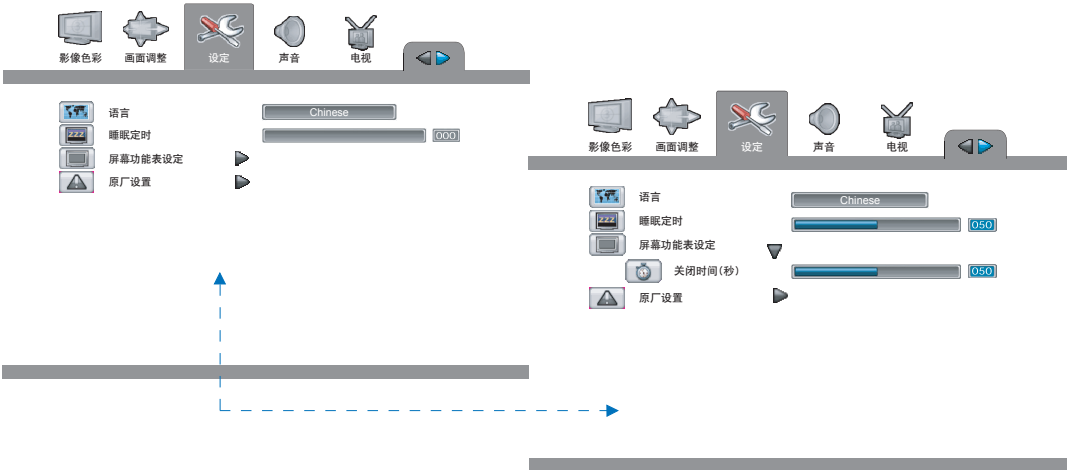 影像色彩 画面调整 设定 声音 电视
语言 Chinese
睡眠定时 000
屏幕功能表设定
原厂设置
影像色彩 画面调整 设定 声音 电视
语言 Chinese
睡眠定时 050
屏幕功能表设定
关闭时间(秒) 050
原厂设置